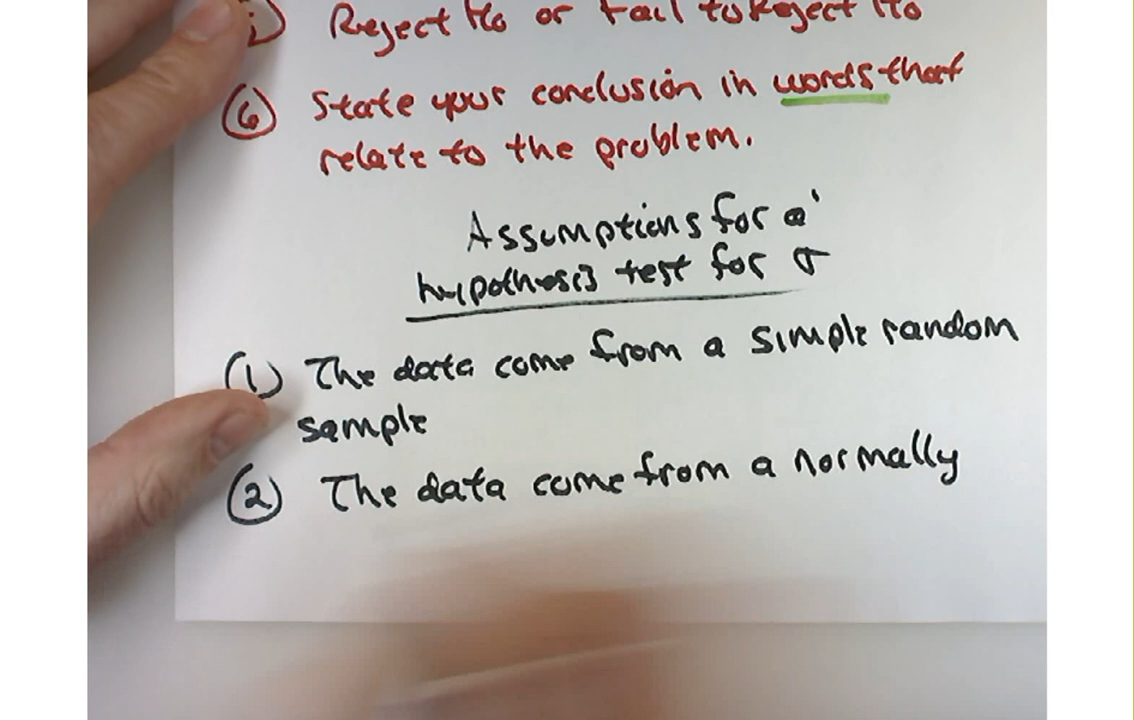 Reject Ho or Fail to Reject Ho
(6) State your conclusion in words that
relate to the problem.
Assumptions for a
hypothesis test for σ
(1) The data come from a simple random
sample
(2) The data come from a normally